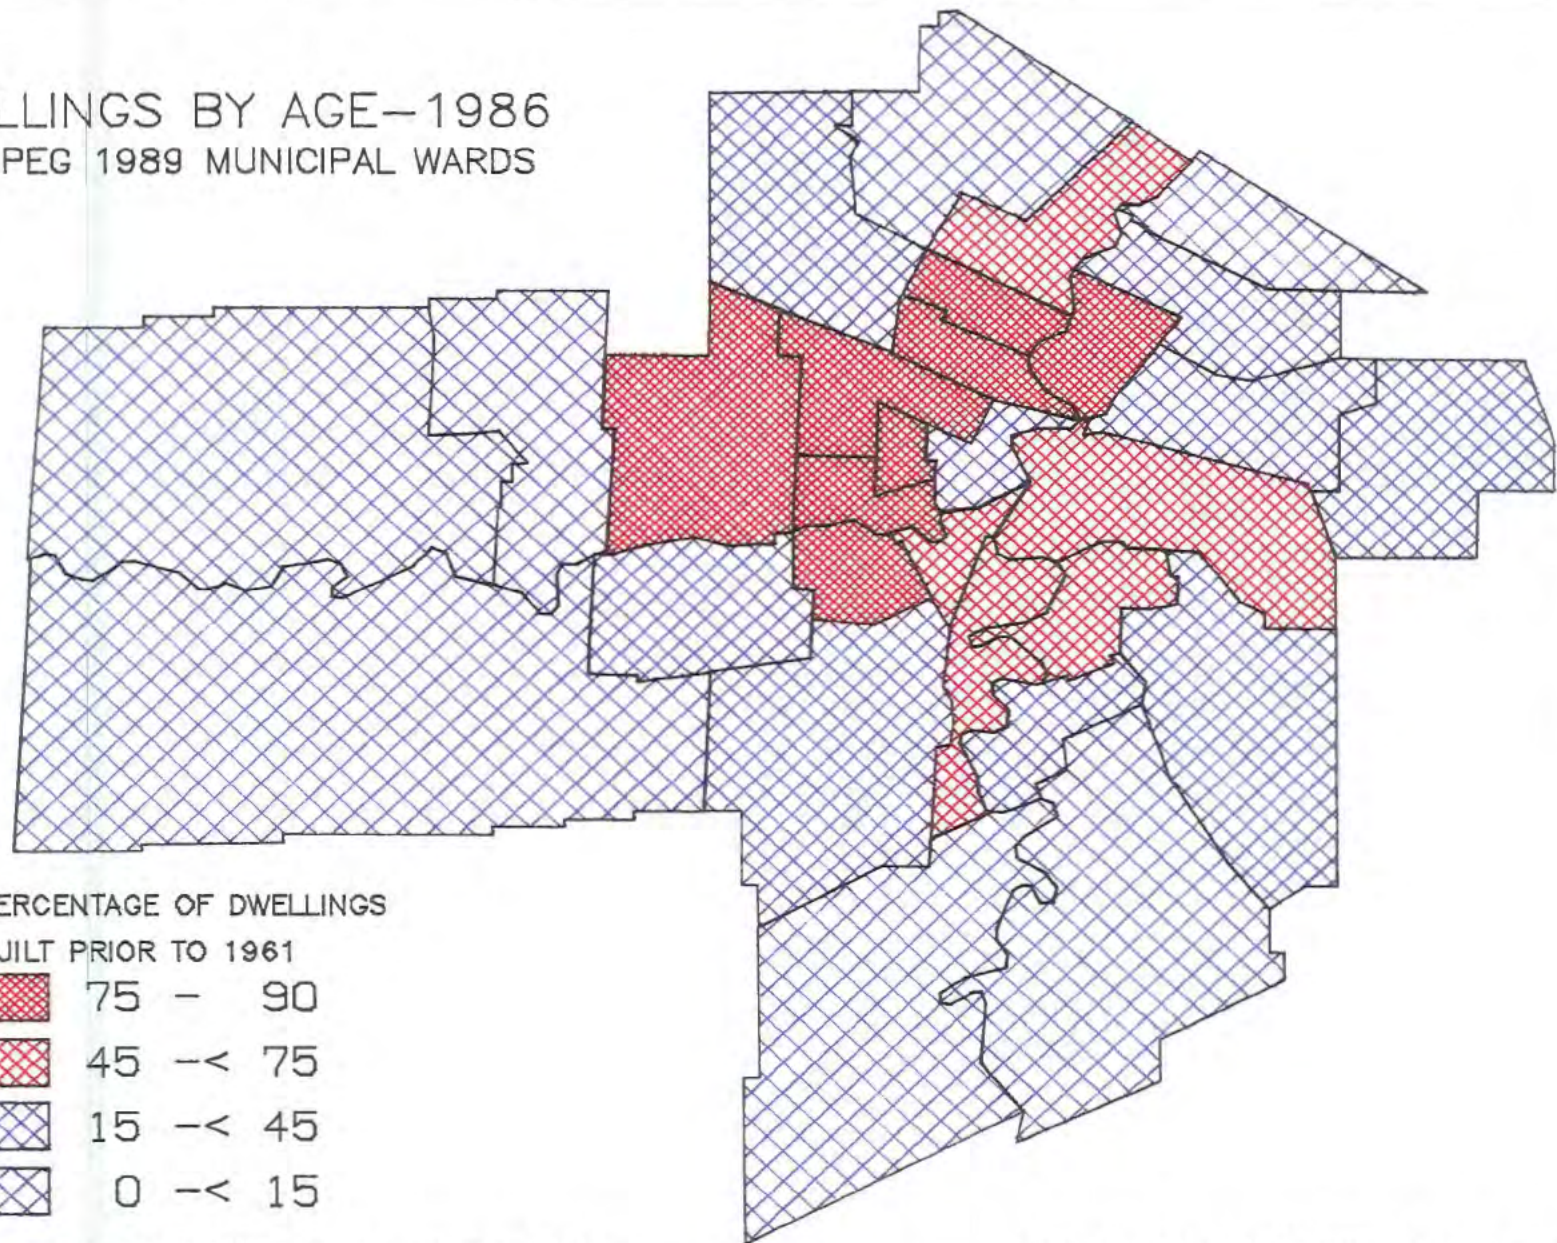 LLINGS BY AGE-1986
PEG 1989 MUNICIPAL WARDS
ERCENTAGE OF DWELLINGS
UILT PRIOR TO 1961
75 - 90
45 -< 75
15 -< 45
0 -< 15